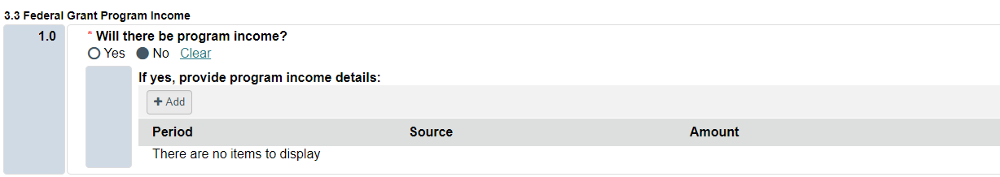 3.3 Federal Grant Program Income
1.0 * Will there be program income?
Yes No Clear
If yes, provide program income details:
+ Add
Period Source Amount
There are no items to display